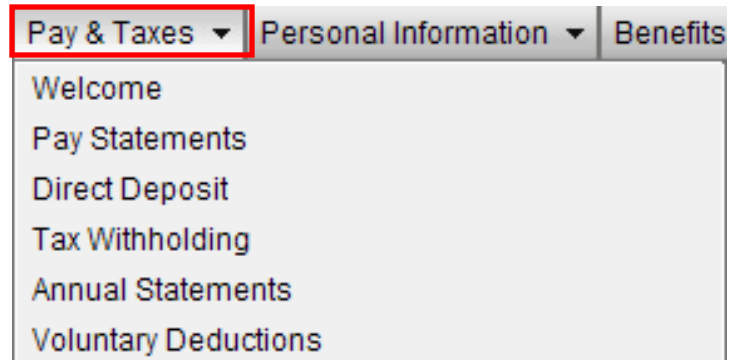 Pay & Taxes Personal Information Benefits
Welcome
Pay Statements
Direct Deposit
Tax Withholding
Annual Statements
Voluntary Deductions